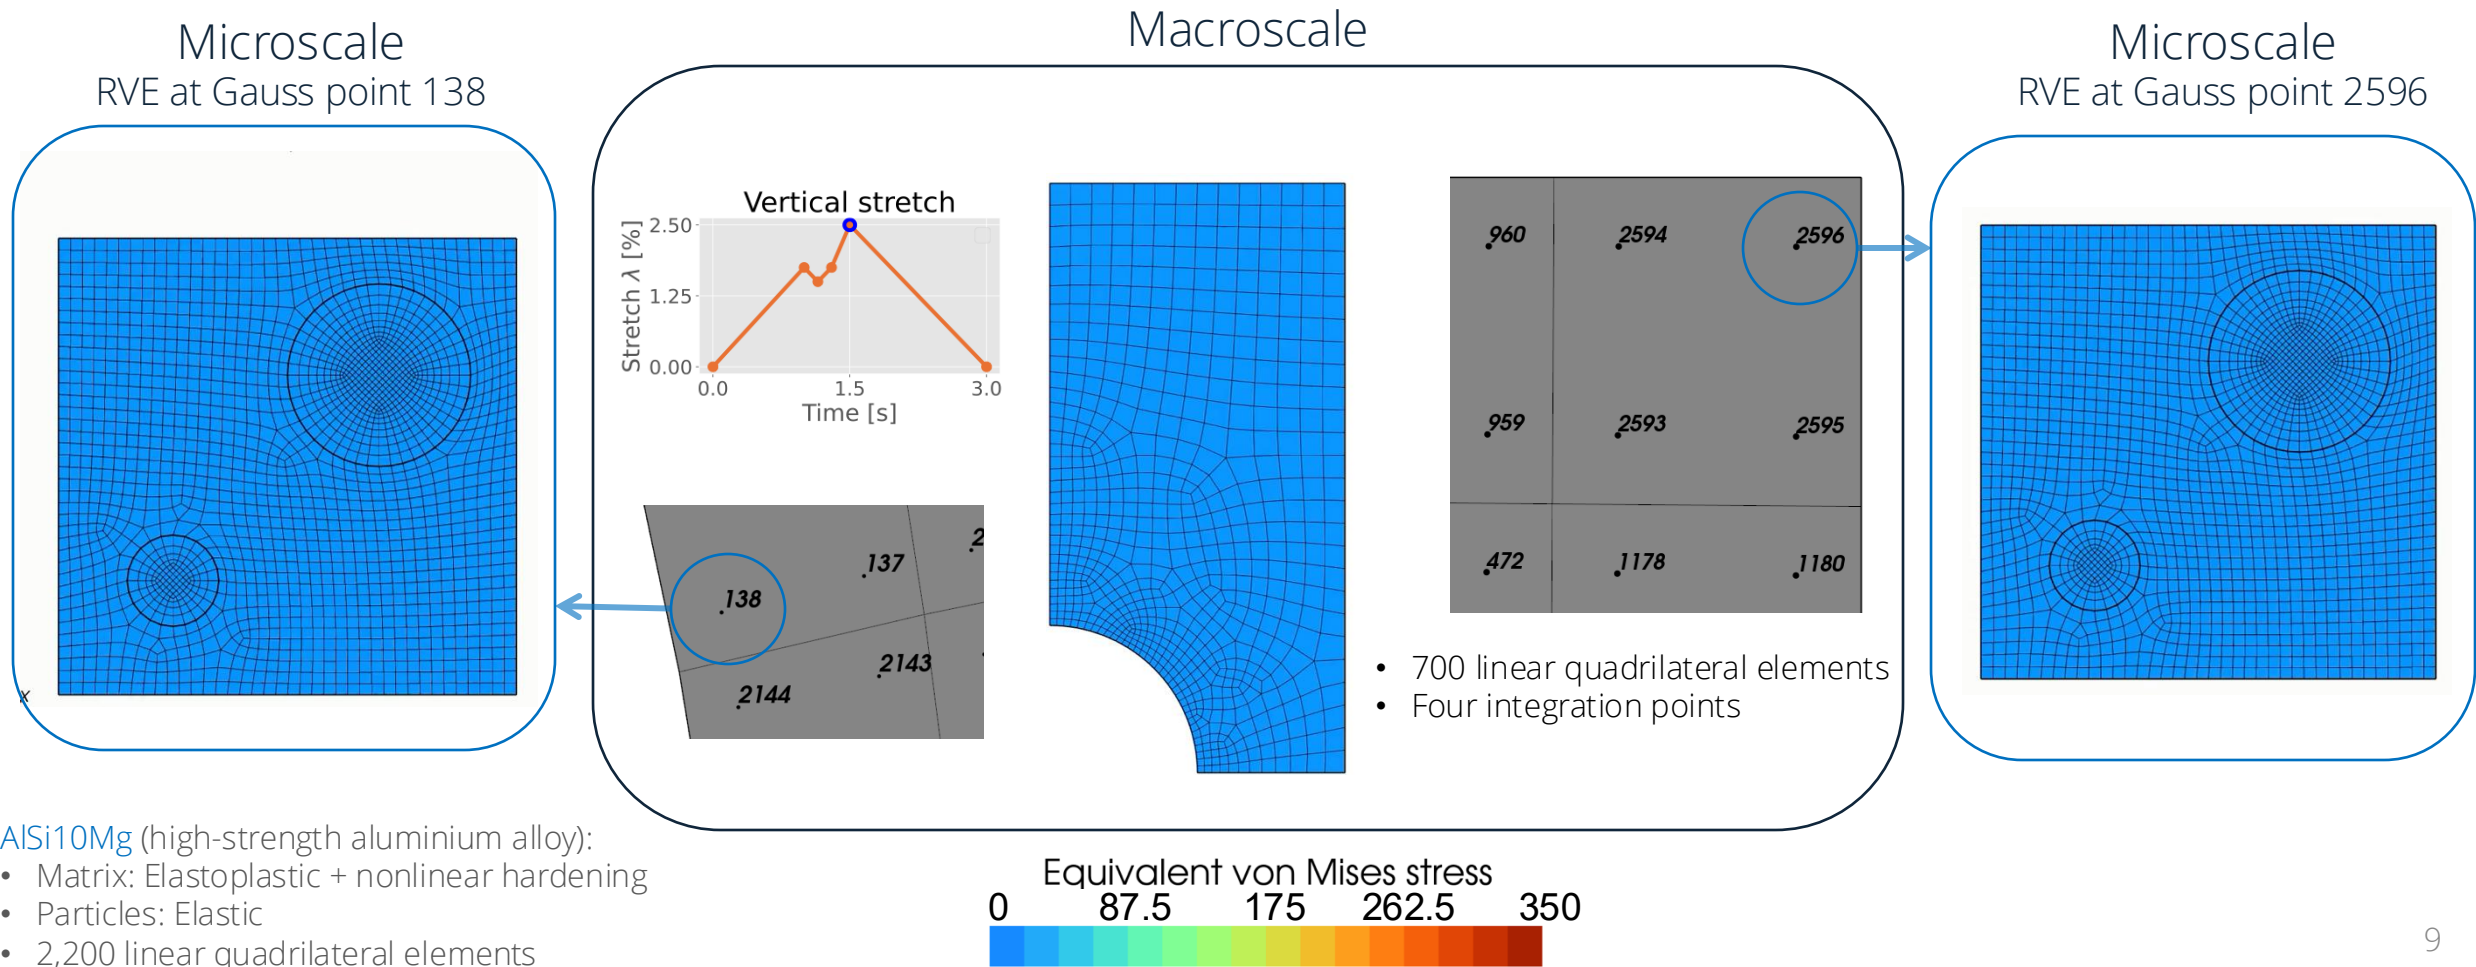 Microscale
RVE at Gauss point 138
Macroscale
Microscale
RVE at Gauss point 2596
Vertical stretch
Stretch λ [%]
2.50
1.25
0.00
0.0 1.5 3.0
Time [s]
960 2594 2596
959 2593 2595
472 1178 1180
2
137
138
2143
2144
• 700 linear quadrilateral elements
• Four integration points
x
AlSi10Mg (high-strength aluminium alloy):
• Matrix: Elastoplastic + nonlinear hardening
• Particles: Elastic
• 2,200 linear quadrilateral elements
Equivalent von Mises stress
0 87.5 175 262.5 350
9